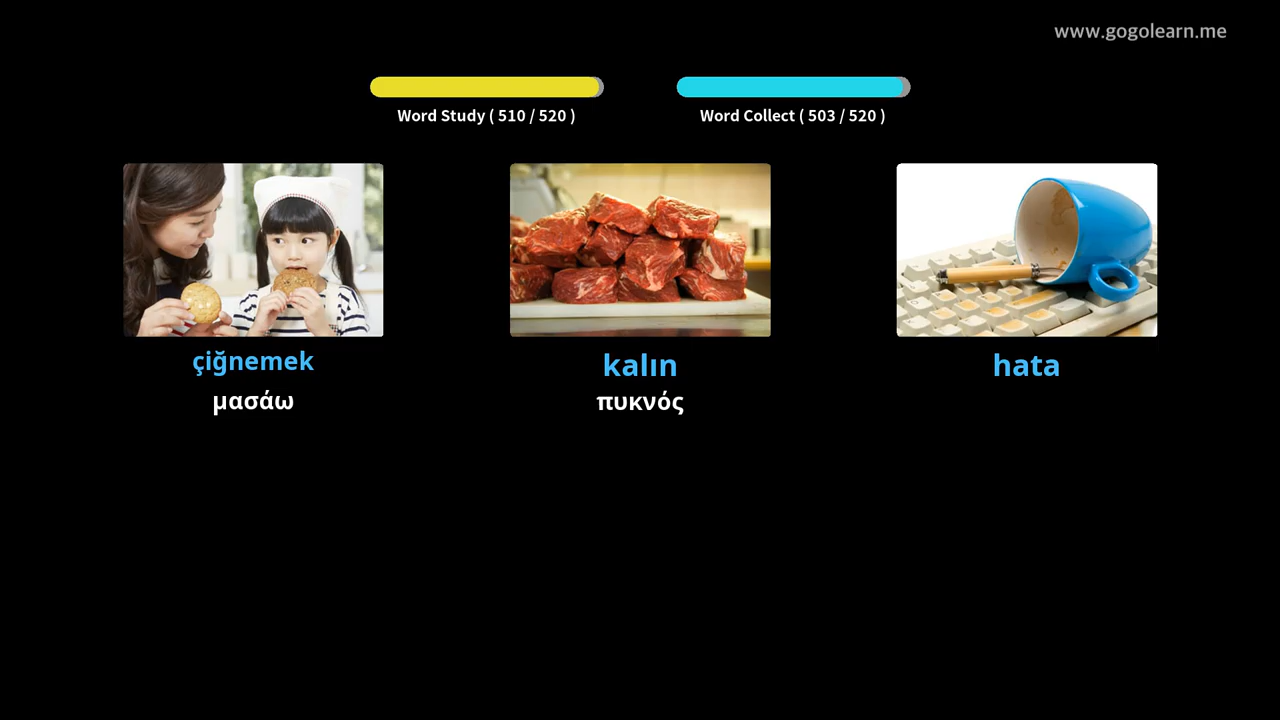 www.gogolearn.me
Word Study ( 510 / 520 )
Word Collect ( 503 / 520 )
çiğnemek
kalın
hata
μασάω
πυκνός